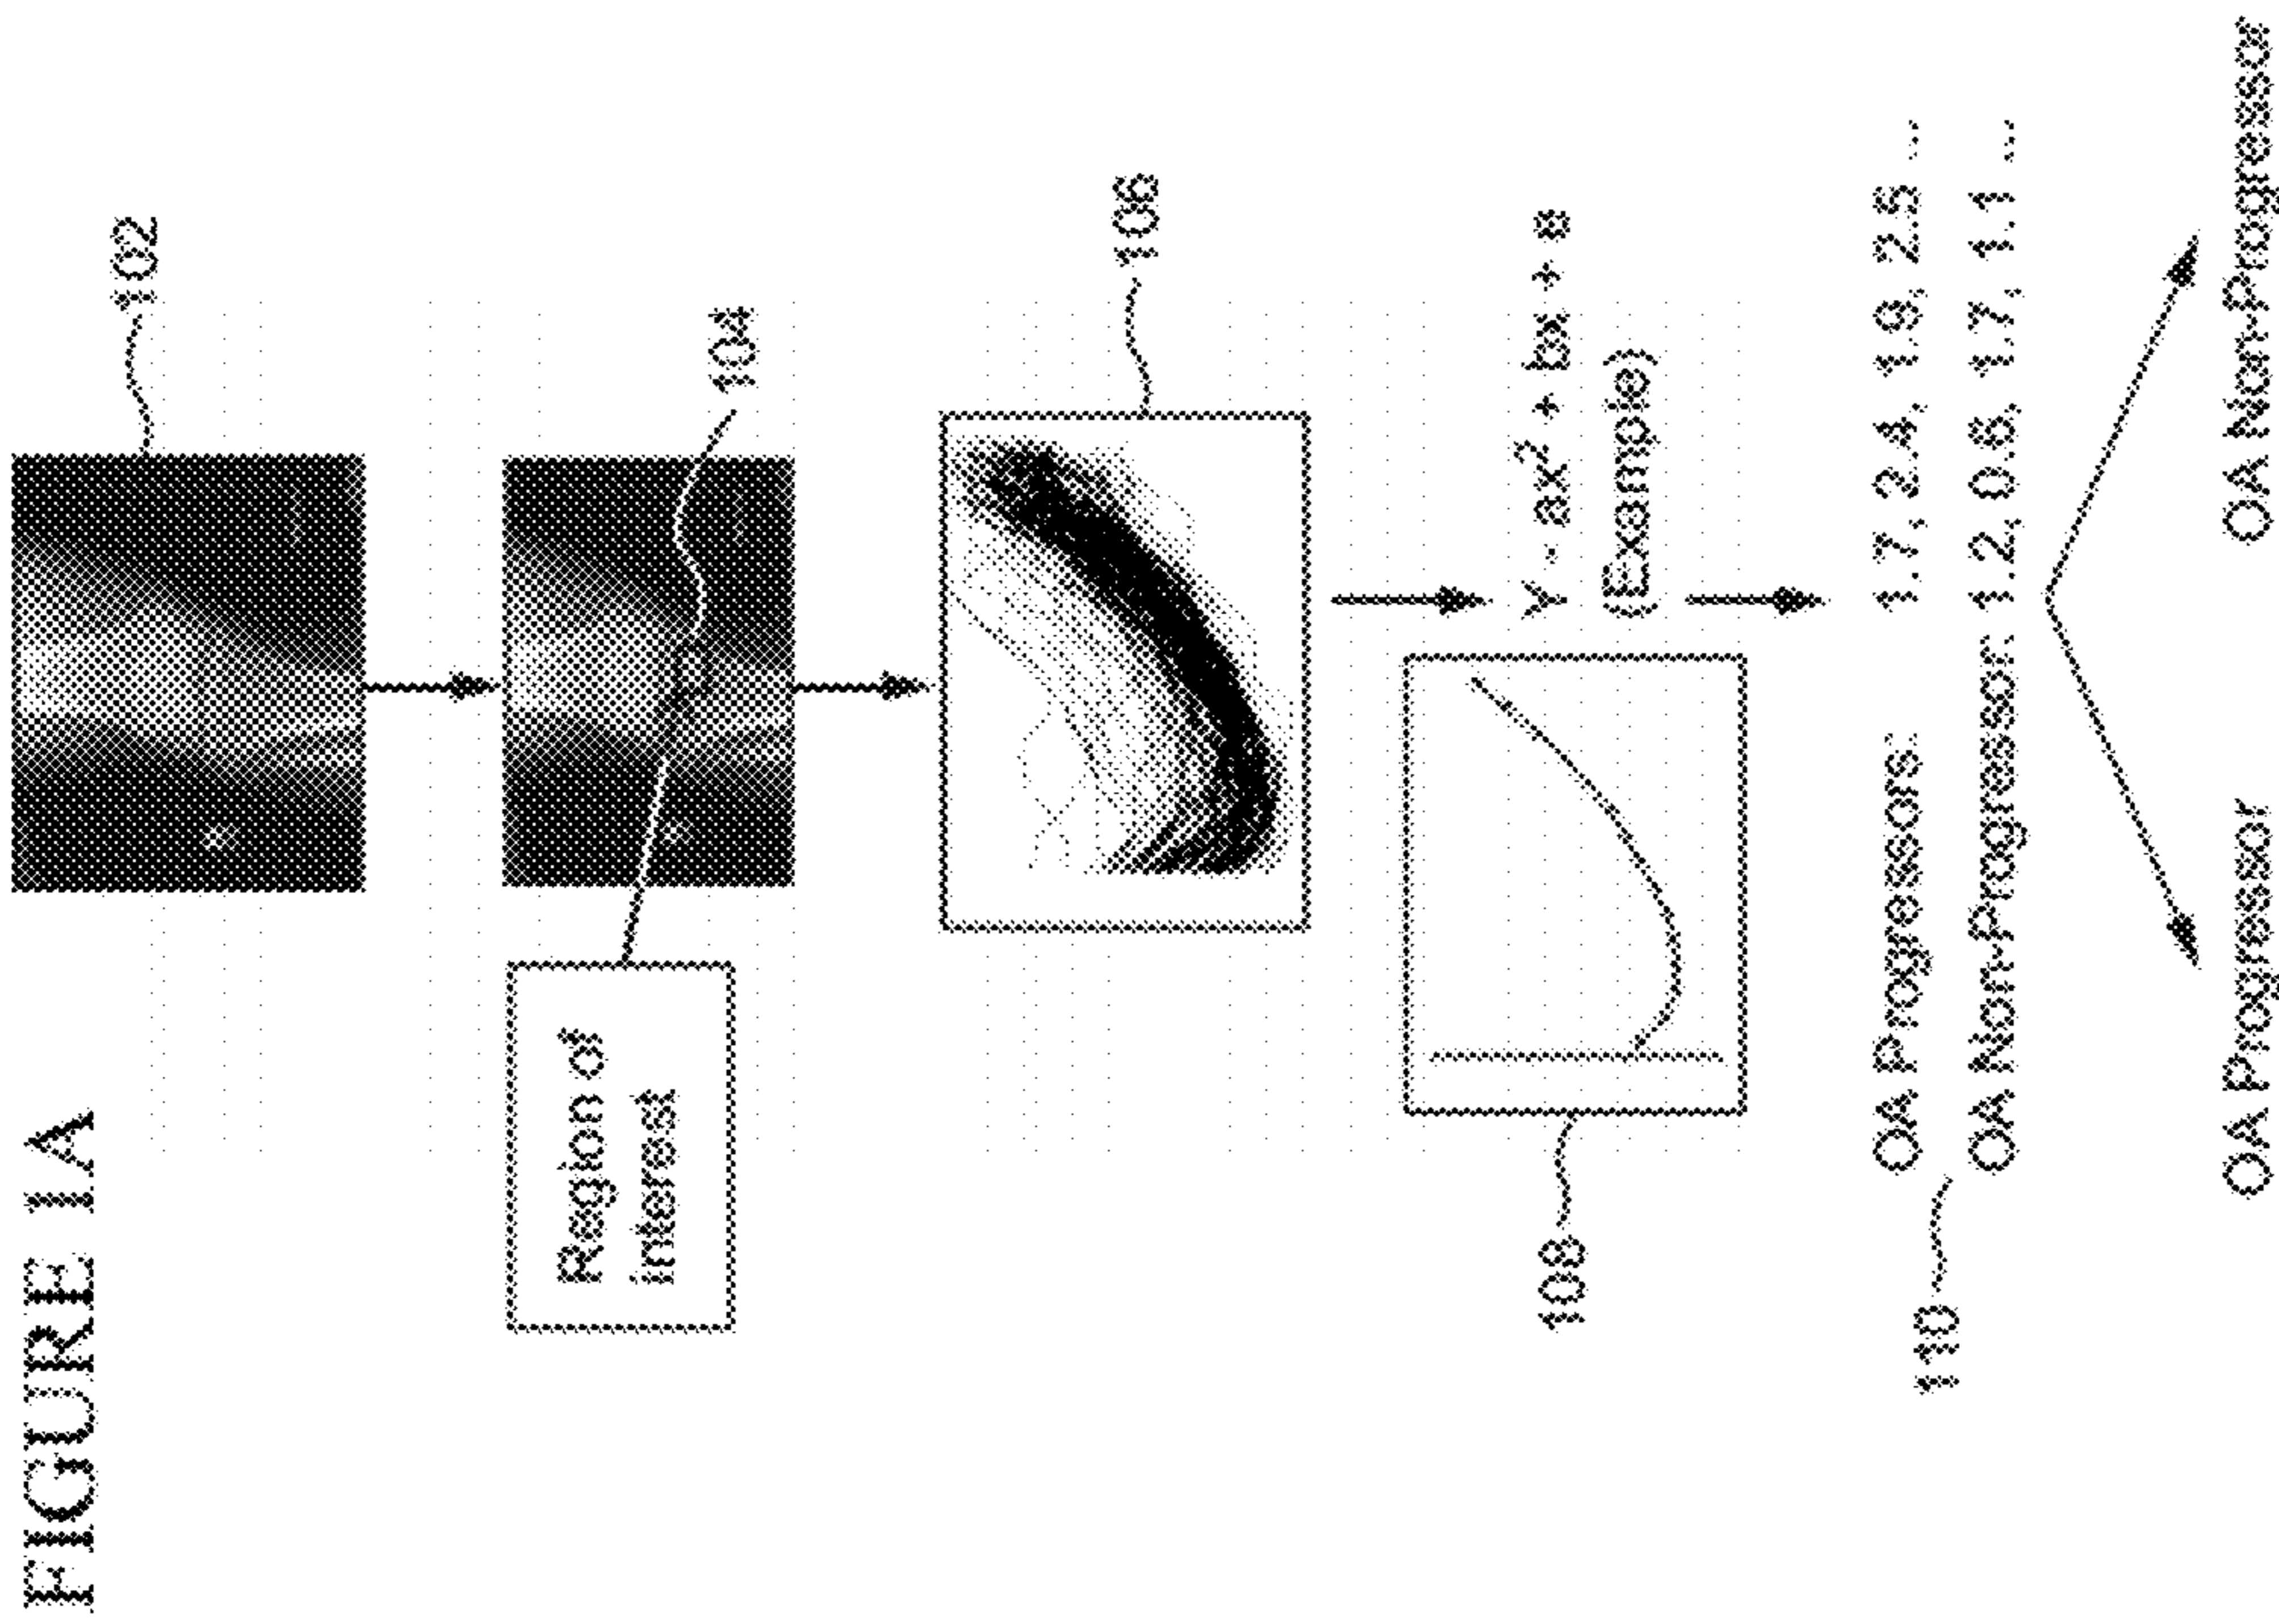 FIGURE 1A
102
Region of
interest
104
106
108
Y - ax² + bx + s
(Example)
110
OA Progressors: 1.7, 2.4, 1.9, 2.5 ...
OA Non-Progressor: 1.2, 0.6, 1.7, 1.1 ...
OA Progressor
OA Non-Progressor